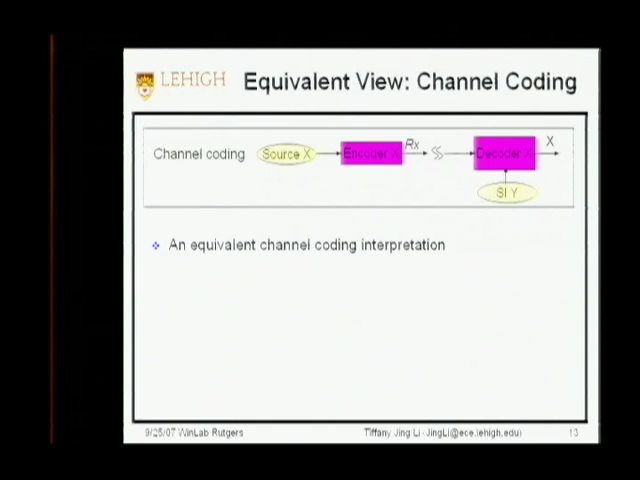 LEHIGH Equivalent View: Channel Coding
Channel coding Source X Encoder X Rx Decoder X X
SI Y
An equivalent channel coding interpretation
9/25/07 WinLab Rutgers Tiffany Jing Li (JingLi@ece.lehigh.edu) 13